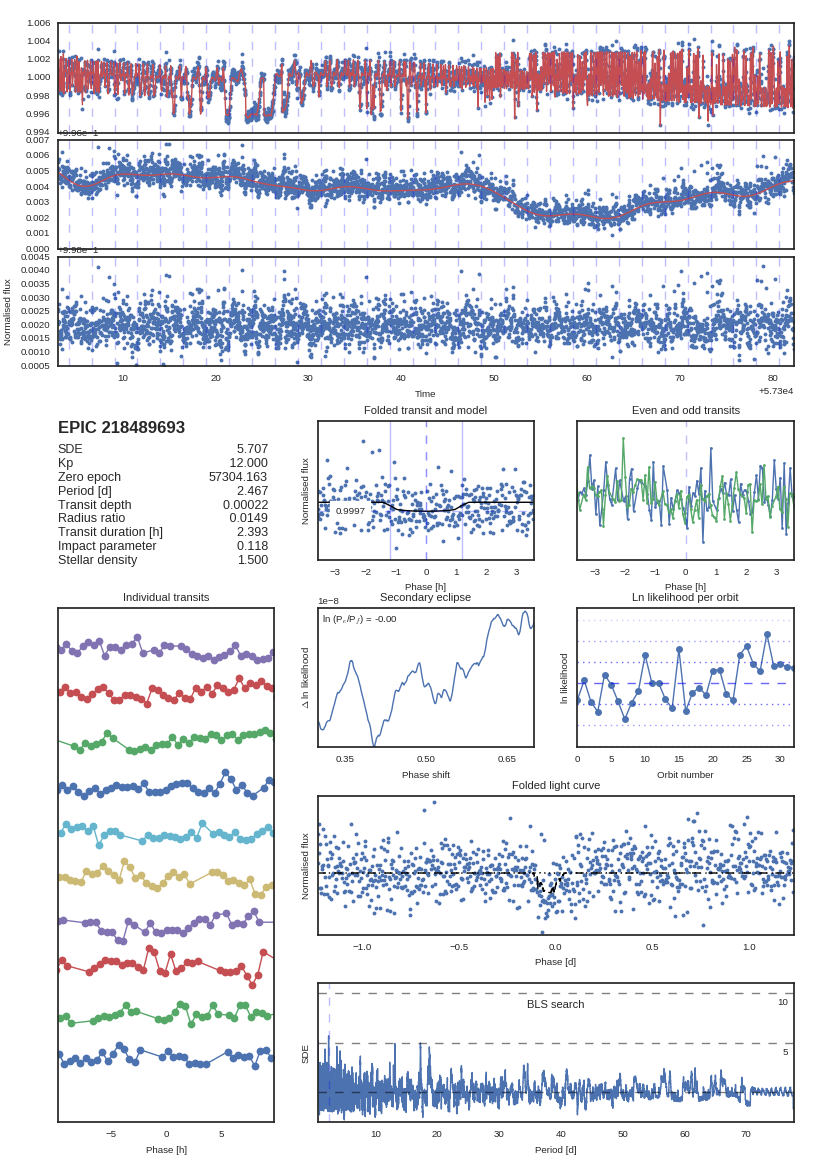 1.006
1.004
1.002
1.000
0.998
0.996
0.994
+9.96e−1
0.007
0.006
0.005
0.004
0.003
0.002
0.001
0.000
+9.98e−1
0.0045
0.0040
0.0035
0.0030
0.0025
0.0020
0.0015
0.0010
0.0005
Normalised flux
10 20 30 40 50 60 70 80
Time
+5.73e4
EPIC 218489693
SDE 5.707
Kp 12.000
Zero epoch 57304.163
Period [d] 2.467
Transit depth 0.00022
Radius ratio 0.0149
Transit duration [h] 2.393
Impact parameter 0.118
Stellar density 1.500
Folded transit and model
Normalised flux
0.9997
−3 −2 −1 0 1 2 3
Phase [h]
Even and odd transits
−3 −2 −1 0 1 2 3
Phase [h]
Individual transits
−5 0 5
Phase [h]
Secondary eclipse
1e−8
ln (Pₑ/P𝑓) = -0.00
Δ ln likelihood
0.35 0.50 0.65
Phase shift
Ln likelihood per orbit
ln likelihood
0 5 10 15 20 25 30
Orbit number
Folded light curve
Normalised flux
−1.0 −0.5 0.0 0.5 1.0
Phase [d]
BLS search
10
5
SDE
10 20 30 40 50 60 70
Period [d]